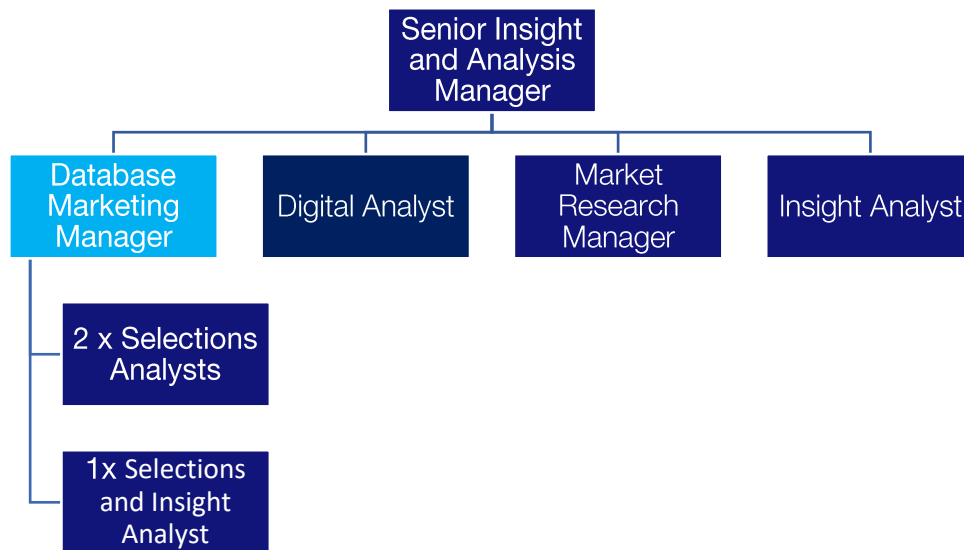 Senior Insight
and Analysis
Manager
Database
Marketing
Manager
Digital Analyst
Market
Research
Manager
Insight Analyst
2 x Selections
Analysts
1x Selections
and Insight
Analyst